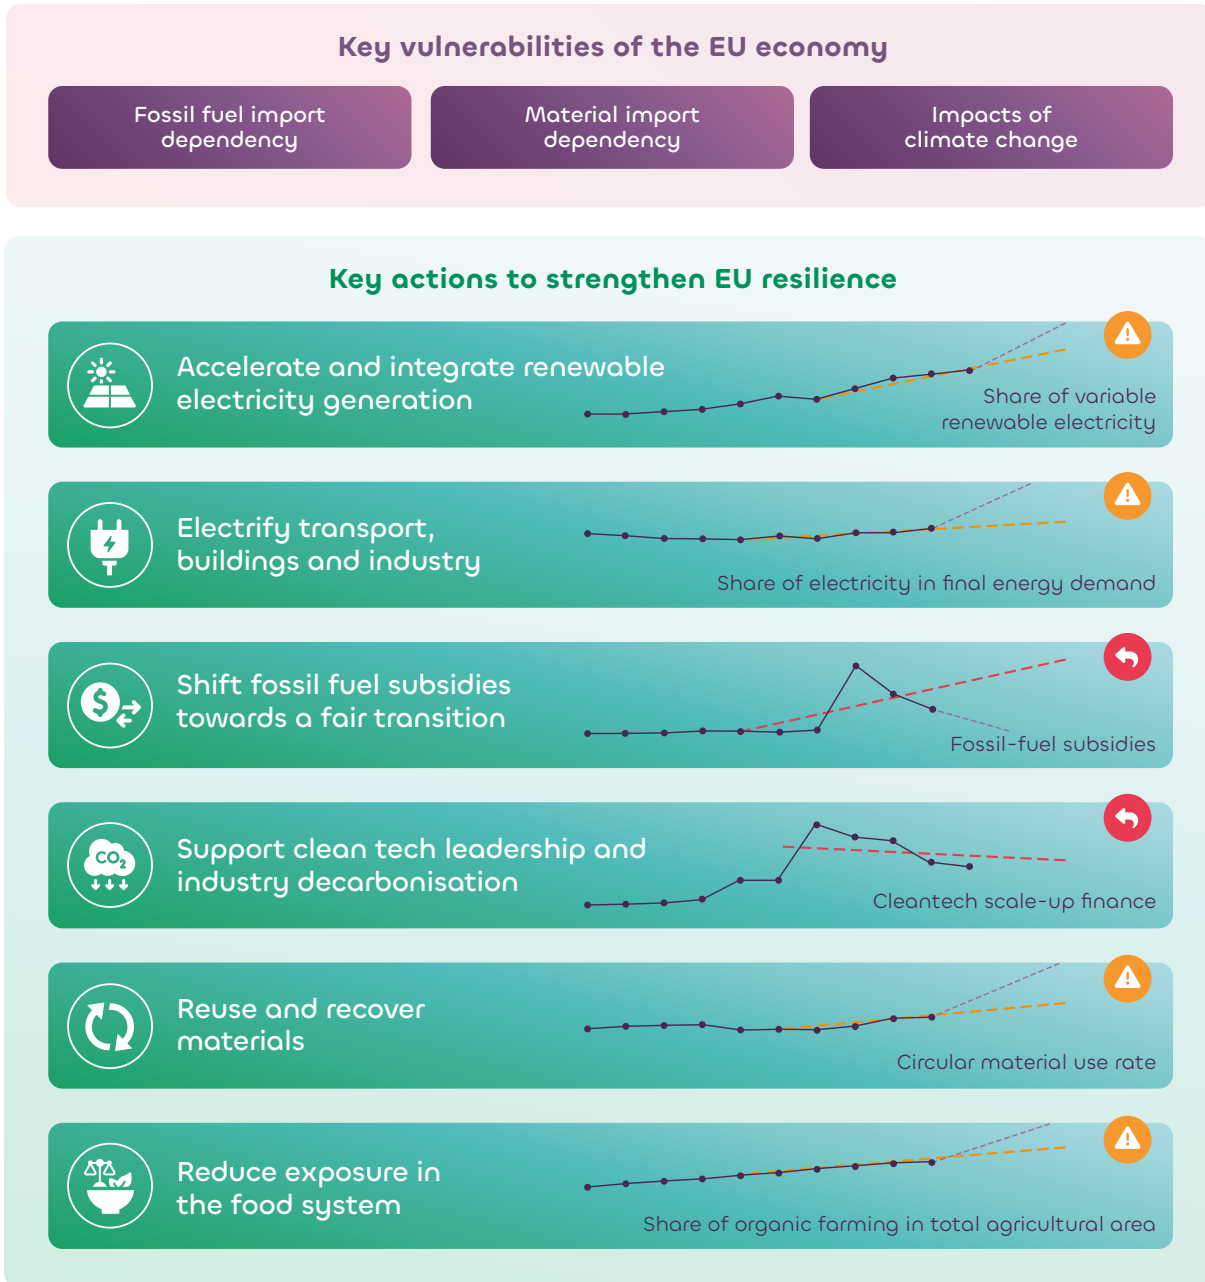 Key vulnerabilities of the EU economy
Fossil fuel import
dependency
Material import
dependency
Impacts of
climate change
Key actions to strengthen EU resilience
Accelerate and integrate renewable
electricity generation
Share of variable
renewable electricity
Electrify transport,
buildings and industry
Share of electricity in final energy demand
$
Shift fossil fuel subsidies
towards a fair transition
Fossil-fuel subsidies
CO2
Support clean tech leadership and
industry decarbonisation
Cleantech scale-up finance
Reuse and recover
materials
Circular material use rate
Reduce exposure in
the food system
Share of organic farming in total agricultural area